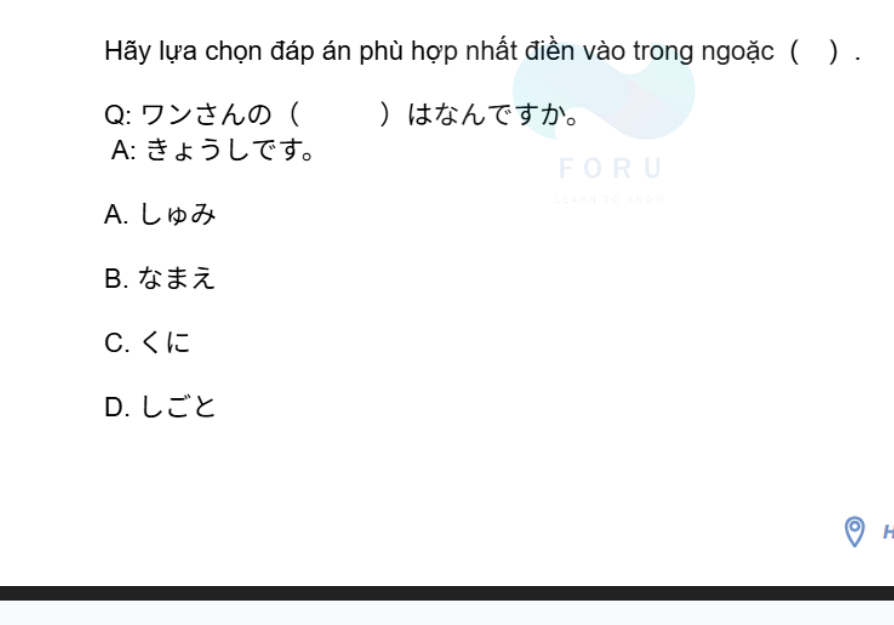 Hãy lựa chọn đáp án phù hợp nhất điền vào trong ngoặc (　) .
Q: ワンさんの（　　　）はなんですか。
A: きょうしです。
FORU
LEARN TO KNOW
A. しゅみ
B. なまえ
C. くに
D. しごと
H